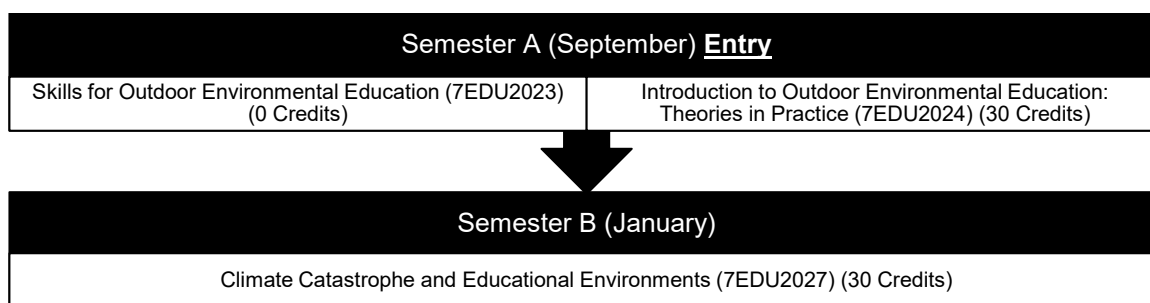 Semester A (September) Entry
Skills for Outdoor Environmental Education (7EDU2023)
(0 Credits)
Introduction to Outdoor Environmental Education:
Theories in Practice (7EDU2024) (30 Credits)
Semester B (January)
Climate Catastrophe and Educational Environments (7EDU2027) (30 Credits)